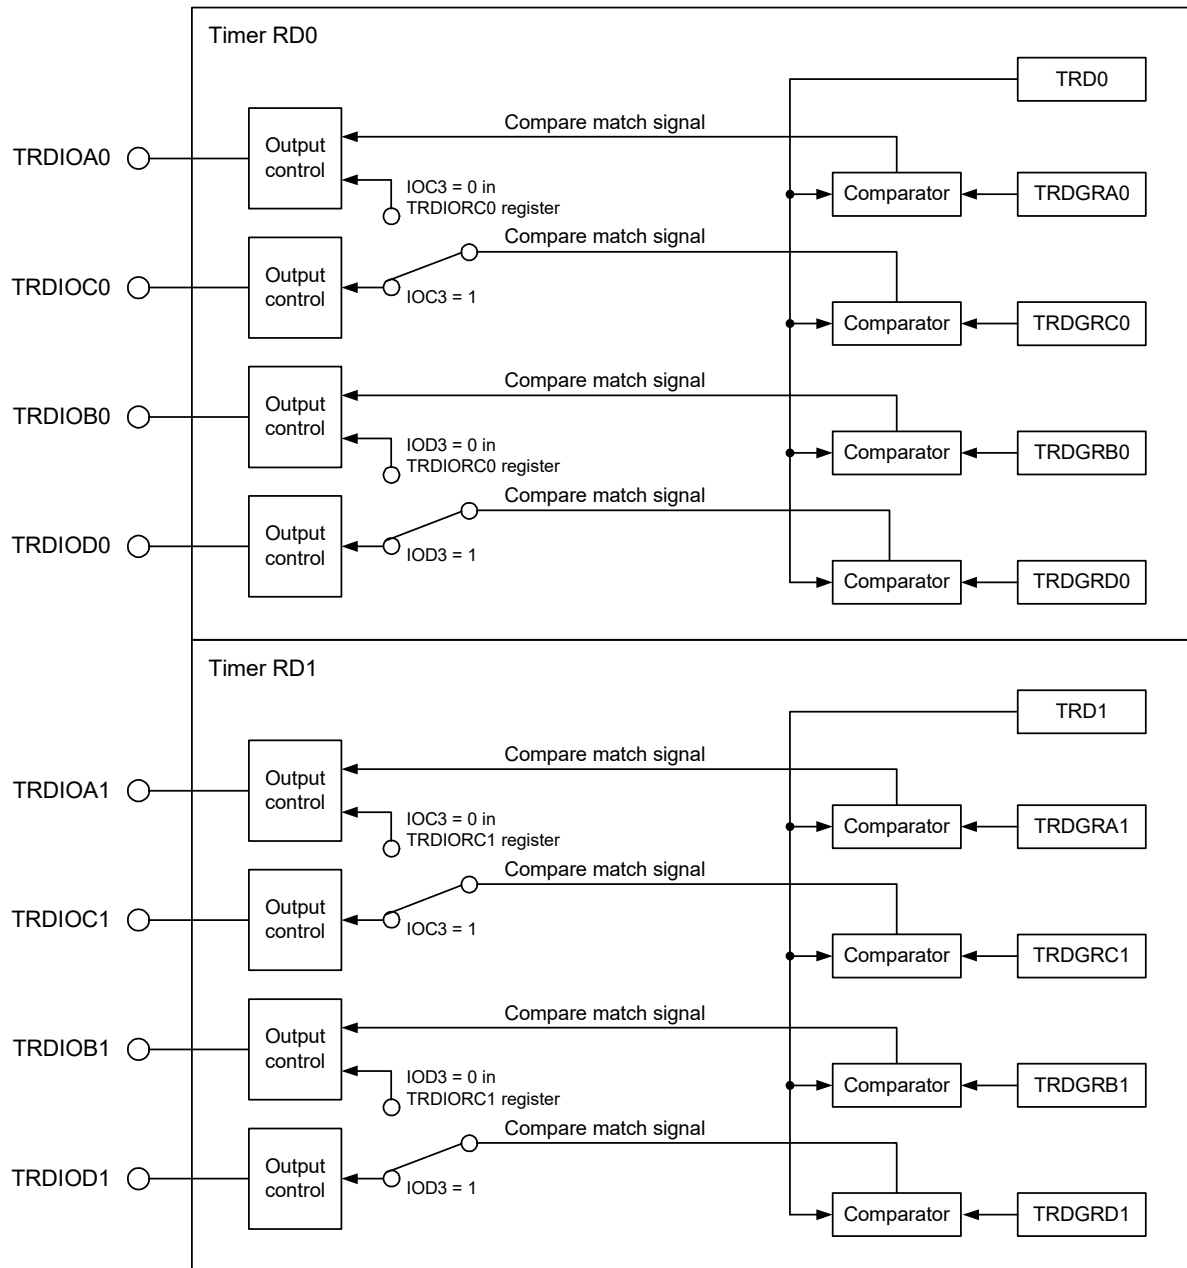 Timer RD0
TRD0
Compare match signal
TRDIOA0
Output
control
Comparator
TRDGRA0
IOC3 = 0 in
TRDIORC0 register
Compare match signal
TRDIOC0
Output
control
IOC3 = 1
Comparator
TRDGRC0
Compare match signal
TRDIOB0
Output
control
IOD3 = 0 in
TRDIORC0 register
Comparator
TRDGRB0
Compare match signal
TRDIOD0
Output
control
IOD3 = 1
Comparator
TRDGRD0
Timer RD1
TRD1
Compare match signal
TRDIOA1
Output
control
IOC3 = 0 in
TRDIORC1 register
Comparator
TRDGRA1
Compare match signal
TRDIOC1
Output
control
IOC3 = 1
Comparator
TRDGRC1
Compare match signal
TRDIOB1
Output
control
IOD3 = 0 in
TRDIORC1 register
Comparator
TRDGRB1
Compare match signal
TRDIOD1
Output
control
IOD3 = 1
Comparator
TRDGRD1